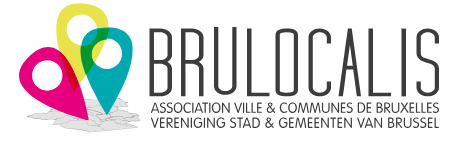 BRULOCALIS
ASSOCIATION VILLE & COMMUNES DE BRUXELLES
VERENIGING STAD & GEMEENTEN VAN BRUSSEL